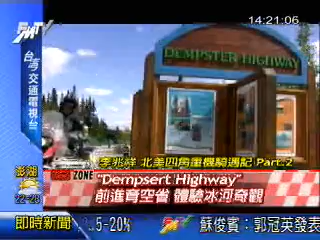 14:21:06
台灣交通電視台
DEMPSTER HIGHWAY
李兆祥 北美四角重機騎遇記 Part.2
ZONE
"Dempsert Highway"
前進育空省 體驗冰河奇觀
澎湖
22-28
即時新聞
3.5-20%
蘇俊賓：郭冠英發表